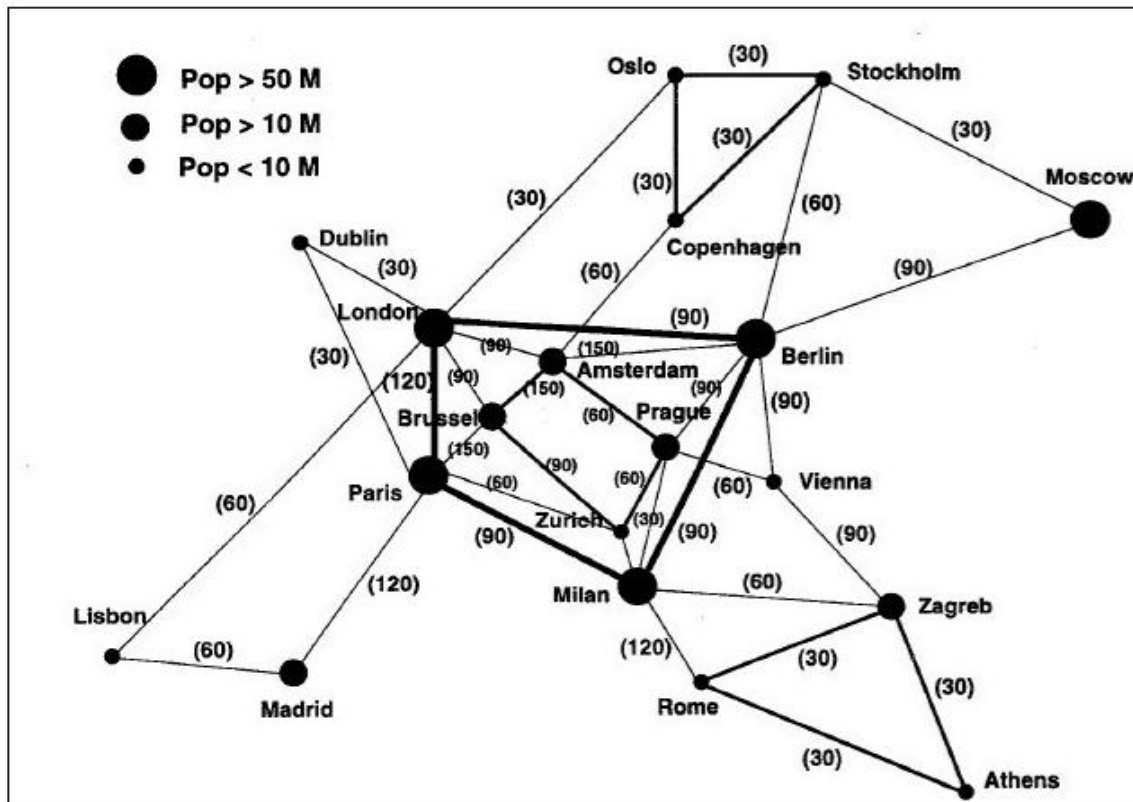 Pop > 50 M
Pop > 10 M
Pop < 10 M
Oslo
(30)
Stockholm
(30)
(30)
Moscow
(30)
(30)
(60)
Copenhagen
Dublin
(30)
(60)
(90)
London
(90)
Berlin
(30)
(90)
(150)
Amsterdam
(120)
(90)
(150)
(90)
(90)
Brussel
(60)
Prague
(150)
(60)
(90)
(60)
(60)
Vienna
Paris
(60)
Zurich
(30)
(90)
(90)
(90)
(120)
Milan
(60)
Zagreb
Lisbon
(60)
Madrid
(120)
Rome
(30)
(30)
(30)
Athens